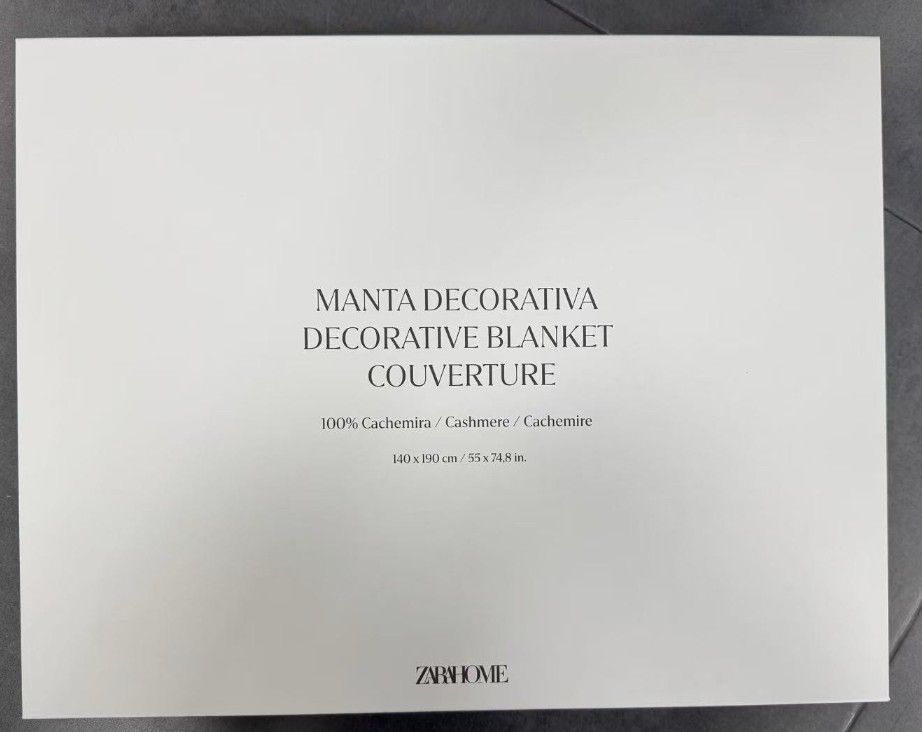 MANTA DECORATIVA
DECORATIVE BLANKET
COUVERTURE
100% Cachemira / Cashmere / Cachemire
140 x 190 cm / 55 x 74,8 in.
ZARAHOME